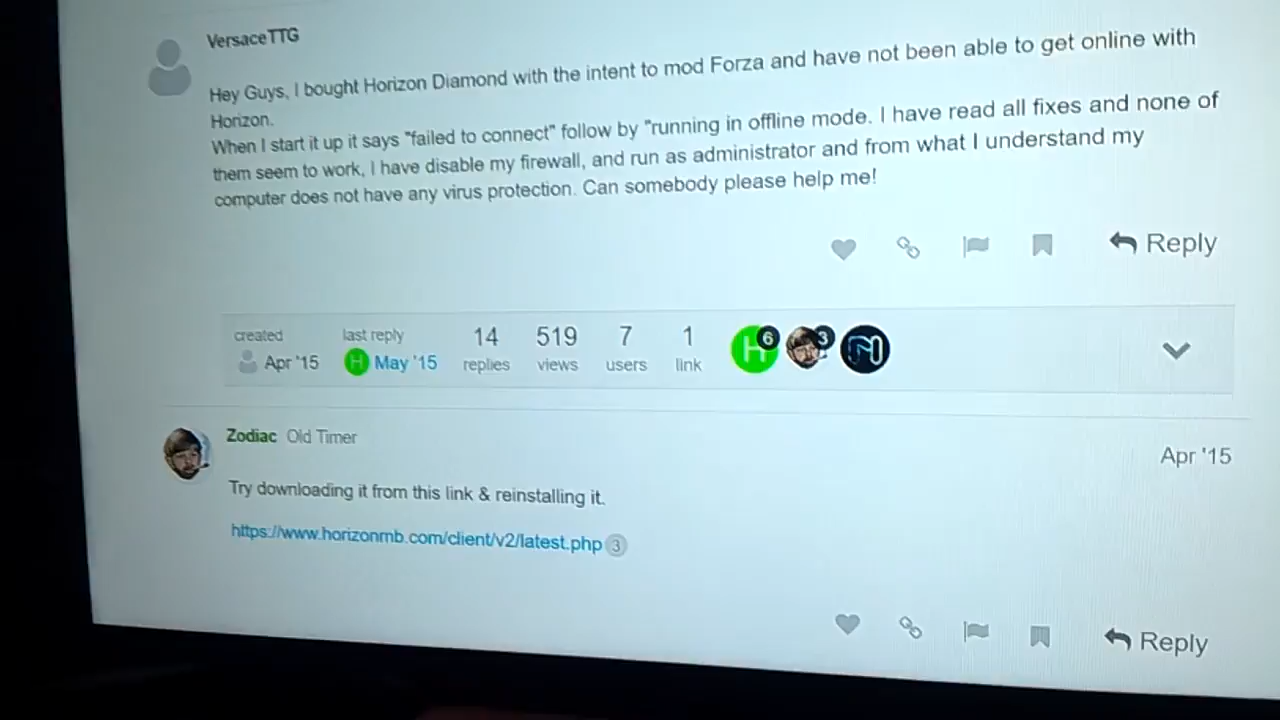 VersaceTTG
Hey Guys, I bought Horizon Diamond with the intent to mod Forza and have not been able to get online with
Horizon.
When I start it up it says "failed to connect" follow by "running in offline mode. I have read all fixes and none of
them seem to work, I have disable my firewall, and run as administrator and from what I understand my
computer does not have any virus protection. Can somebody please help me!
Reply
created last reply 14 519 7 1 H 6 3
Apr '15 H May '15 replies views users link
Zodiac Old Timer
Apr '15
Try downloading it from this link & reinstalling it.
https://www.horizonmb.com/client/v2/latest.php 3
Reply